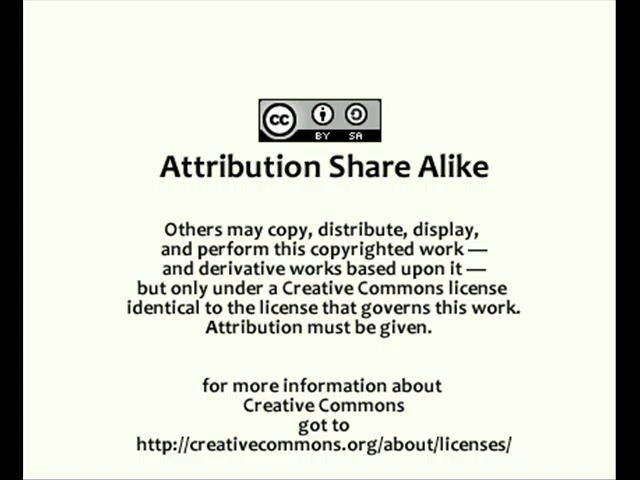 cc
BY SA
Attribution Share Alike
Others may copy, distribute, display,
and perform this copyrighted work —
and derivative works based upon it —
but only under a Creative Commons license
identical to the license that governs this work.
Attribution must be given.
for more information about
Creative Commons
got to
http://creativecommons.org/about/licenses/